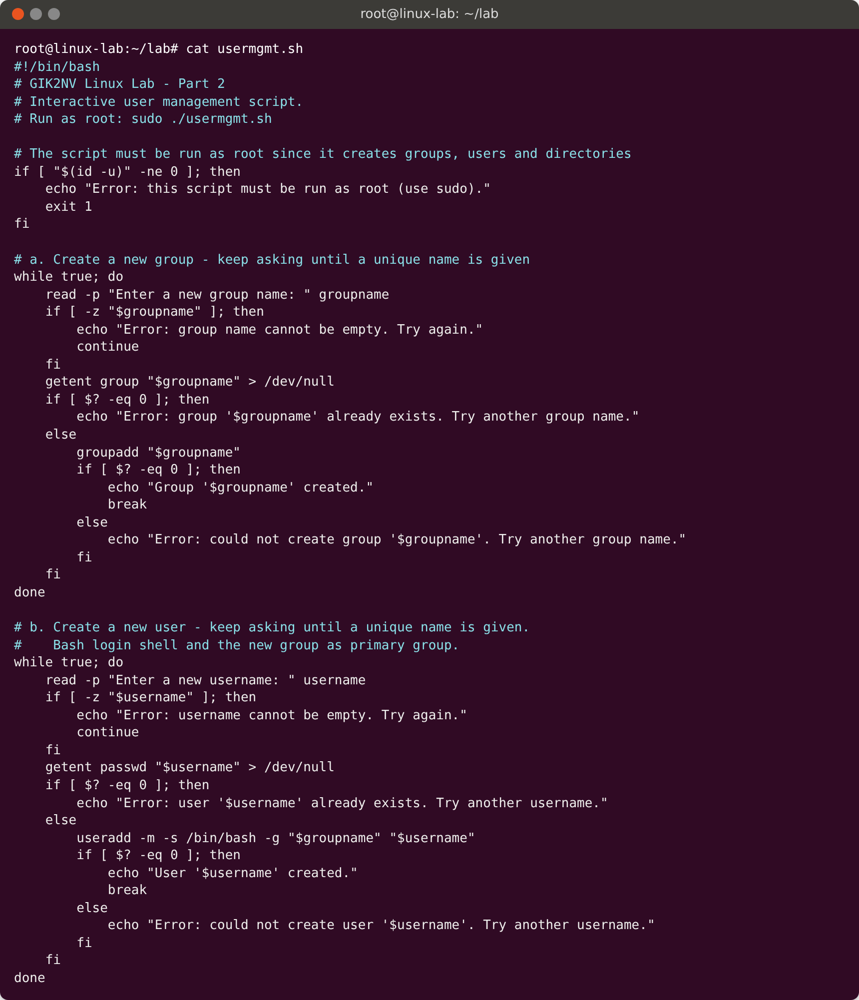 root@linux-lab: ~/lab
root@linux-lab:~/lab# cat usermgmt.sh
#!/bin/bash
# GIK2NV Linux Lab - Part 2
# Interactive user management script.
# Run as root: sudo ./usermgmt.sh

# The script must be run as root since it creates groups, users and directories
if [ "$(id -u)" -ne 0 ]; then
    echo "Error: this script must be run as root (use sudo)."
    exit 1
fi

# a. Create a new group - keep asking until a unique name is given
while true; do
    read -p "Enter a new group name: " groupname
    if [ -z "$groupname" ]; then
        echo "Error: group name cannot be empty. Try again."
        continue
    fi
    getent group "$groupname" > /dev/null
    if [ $? -eq 0 ]; then
        echo "Error: group '$groupname' already exists. Try another group name."
    else
        groupadd "$groupname"
        if [ $? -eq 0 ]; then
            echo "Group '$groupname' created."
            break
        else
            echo "Error: could not create group '$groupname'. Try another group name."
        fi
    fi
done

# b. Create a new user - keep asking until a unique name is given.
#    Bash login shell and the new group as primary group.
while true; do
    read -p "Enter a new username: " username
    if [ -z "$username" ]; then
        echo "Error: username cannot be empty. Try again."
        continue
    fi
    getent passwd "$username" > /dev/null
    if [ $? -eq 0 ]; then
        echo "Error: user '$username' already exists. Try another username."
    else
        useradd -m -s /bin/bash -g "$groupname" "$username"
        if [ $? -eq 0 ]; then
            echo "User '$username' created."
            break
        else
            echo "Error: could not create user '$username'. Try another username."
        fi
    fi
done